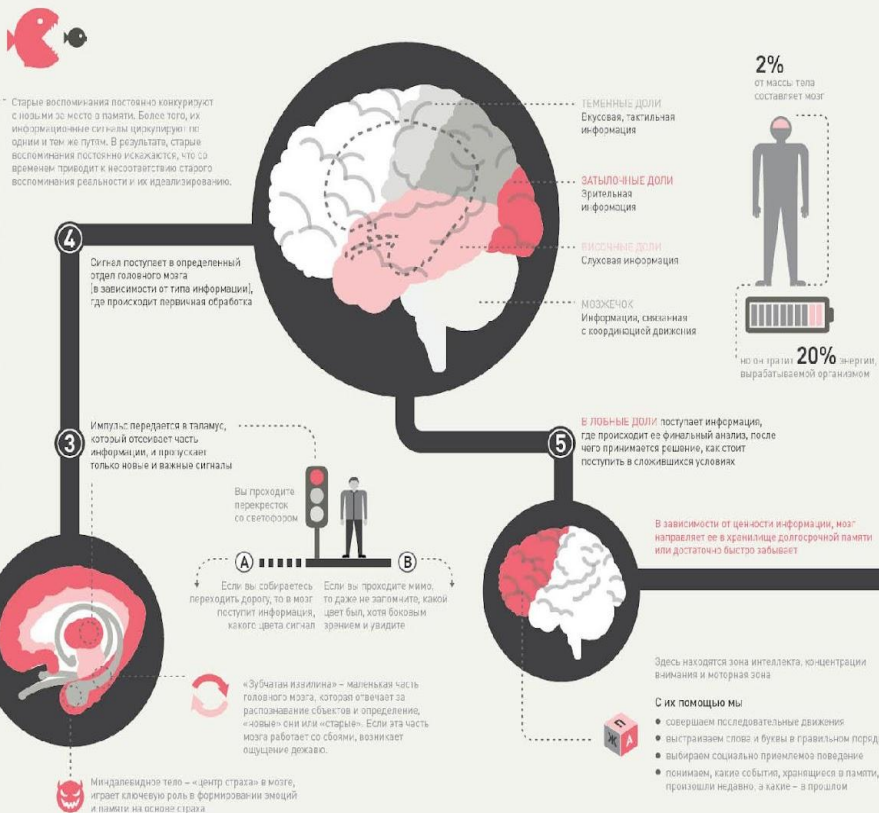 Старые воспоминания постоянно конкурируют
с новыми за место в памяти. Более того, их
информационные сигналы циркулируют по
одним и тем же путям. В результате, старые
воспоминания постоянно искажаются, что со
временем приводит к несоответствию старого
воспоминания реальности и их идеализированию.
ТЕМЕННЫЕ ДОЛИ
Вкусовая, тактильная
информация
ЗАТЫЛОЧНЫЕ ДОЛИ
Зрительная
информация
ВИСОЧНЫЕ ДОЛИ
Слуховая информация
МОЗЖЕЧОК
Информация, связанная
с координацией движения
2%
от массы тела
составляет мозг
но он тратит 20% энергии,
вырабатываемой организмом
4
Сигнал поступает в определенный
отдел головного мозга
(в зависимости от типа информации),
где происходит первичная обработка
3
Импульс передается в таламус,
который отсеивает часть
информации, и пропускает
только новые и важные сигналы
Вы проходите
перекресток
со светофором
A
B
Если вы собираетесь
переходить дорогу, то в мозг
поступит информация,
какого цвета сигнал
Если вы проходите мимо,
то даже не запомните, какой
цвет был, хотя боковым
зрением и увидите
5
В ЛОБНЫЕ ДОЛИ поступает информация,
где происходит ее финальный анализ, после
чего принимается решение, как стоит
поступить в сложившихся условиях
В зависимости от ценности информации, мозг
направляет ее в хранилище долгосрочной памяти
или достаточно быстро забывает
«Зубчатая извилина» – маленькая часть
головного мозга, которая отвечает за
распознавание объектов и определение,
«новые» они или «старые». Если эта часть
мозга работает со сбоями, возникает
ощущение дежавю.
Миндалевидное тело – «центр страха» в мозге,
играет ключевую роль в формировании эмоций
и памяти на основе страха
Здесь находятся зона интеллекта, концентрации
внимания и моторная зона
С их помощью мы
• совершаем последовательные движения
• выстраиваем слова и буквы в правильном поряд
• выбираем социально приемлемое поведение
• понимаем, какие события, хранящиеся в памяти,
произошли недавно, а какие – в прошлом
Ж А